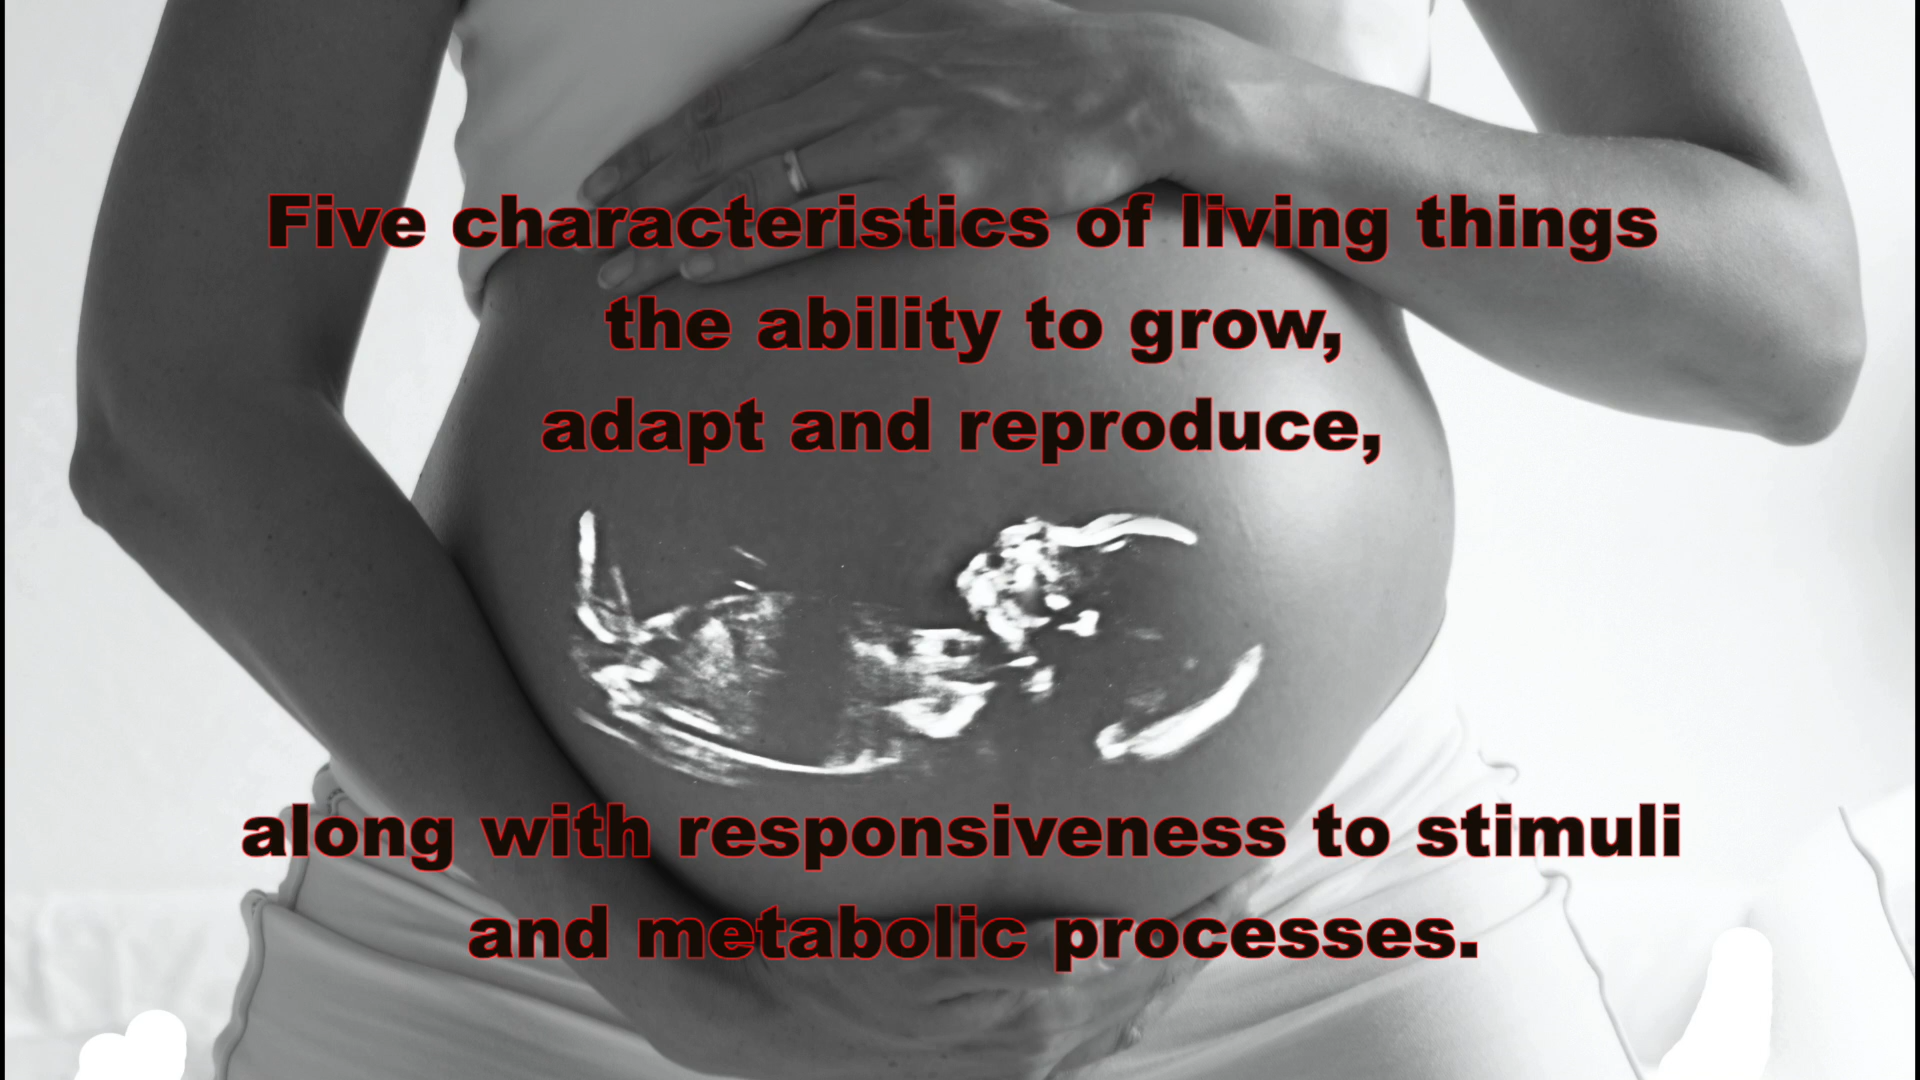 Five characteristics of living things
the ability to grow,
adapt and reproduce,
along with responsiveness to stimuli
and metabolic processes.